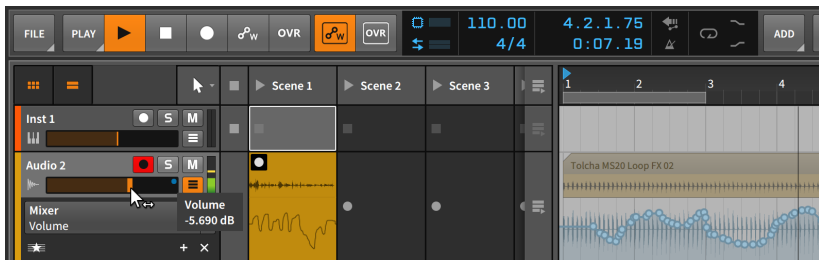 FILE PLAY W OVR W OVR 110.00 4.2.1.75 ADD
4/4 0:07.19
Scene 1 Scene 2 Scene 3 1 2 3 4
Inst 1 S M
Audio 2 S M Tolcha MS20 Loop FX 02
Mixer Volume
Volume -5.690 dB
+ ×